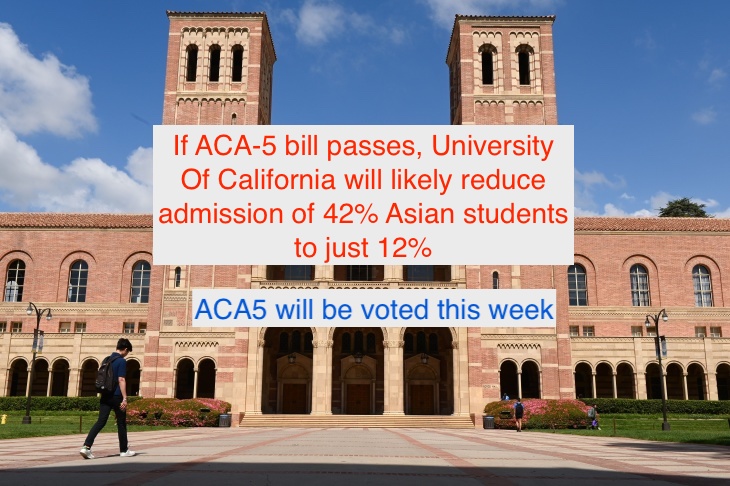 If ACA-5 bill passes, University
Of California will likely reduce
admission of 42% Asian students
to just 12%
ACA5 will be voted this week